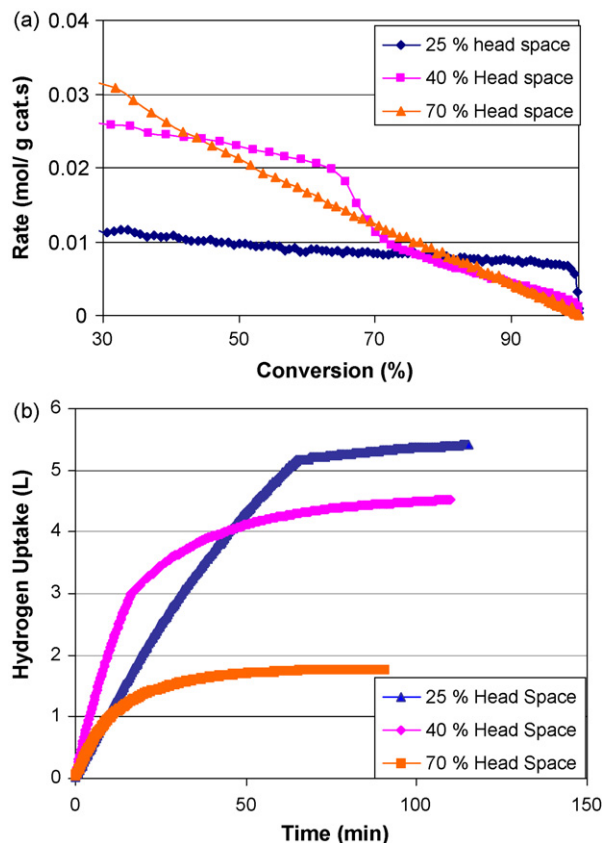 (a)
0.04
0.03
0.02
0.01
0
Rate (mol/ g cat.s)
25 % head space
40 % Head space
70 % Head space
30
50
70
90
Conversion (%)
(b)
6
5
4
3
2
1
0
Hydrogen Uptake (L)
25 % Head Space
40 % Head Space
70 % Head Space
0
50
100
150
Time (min)